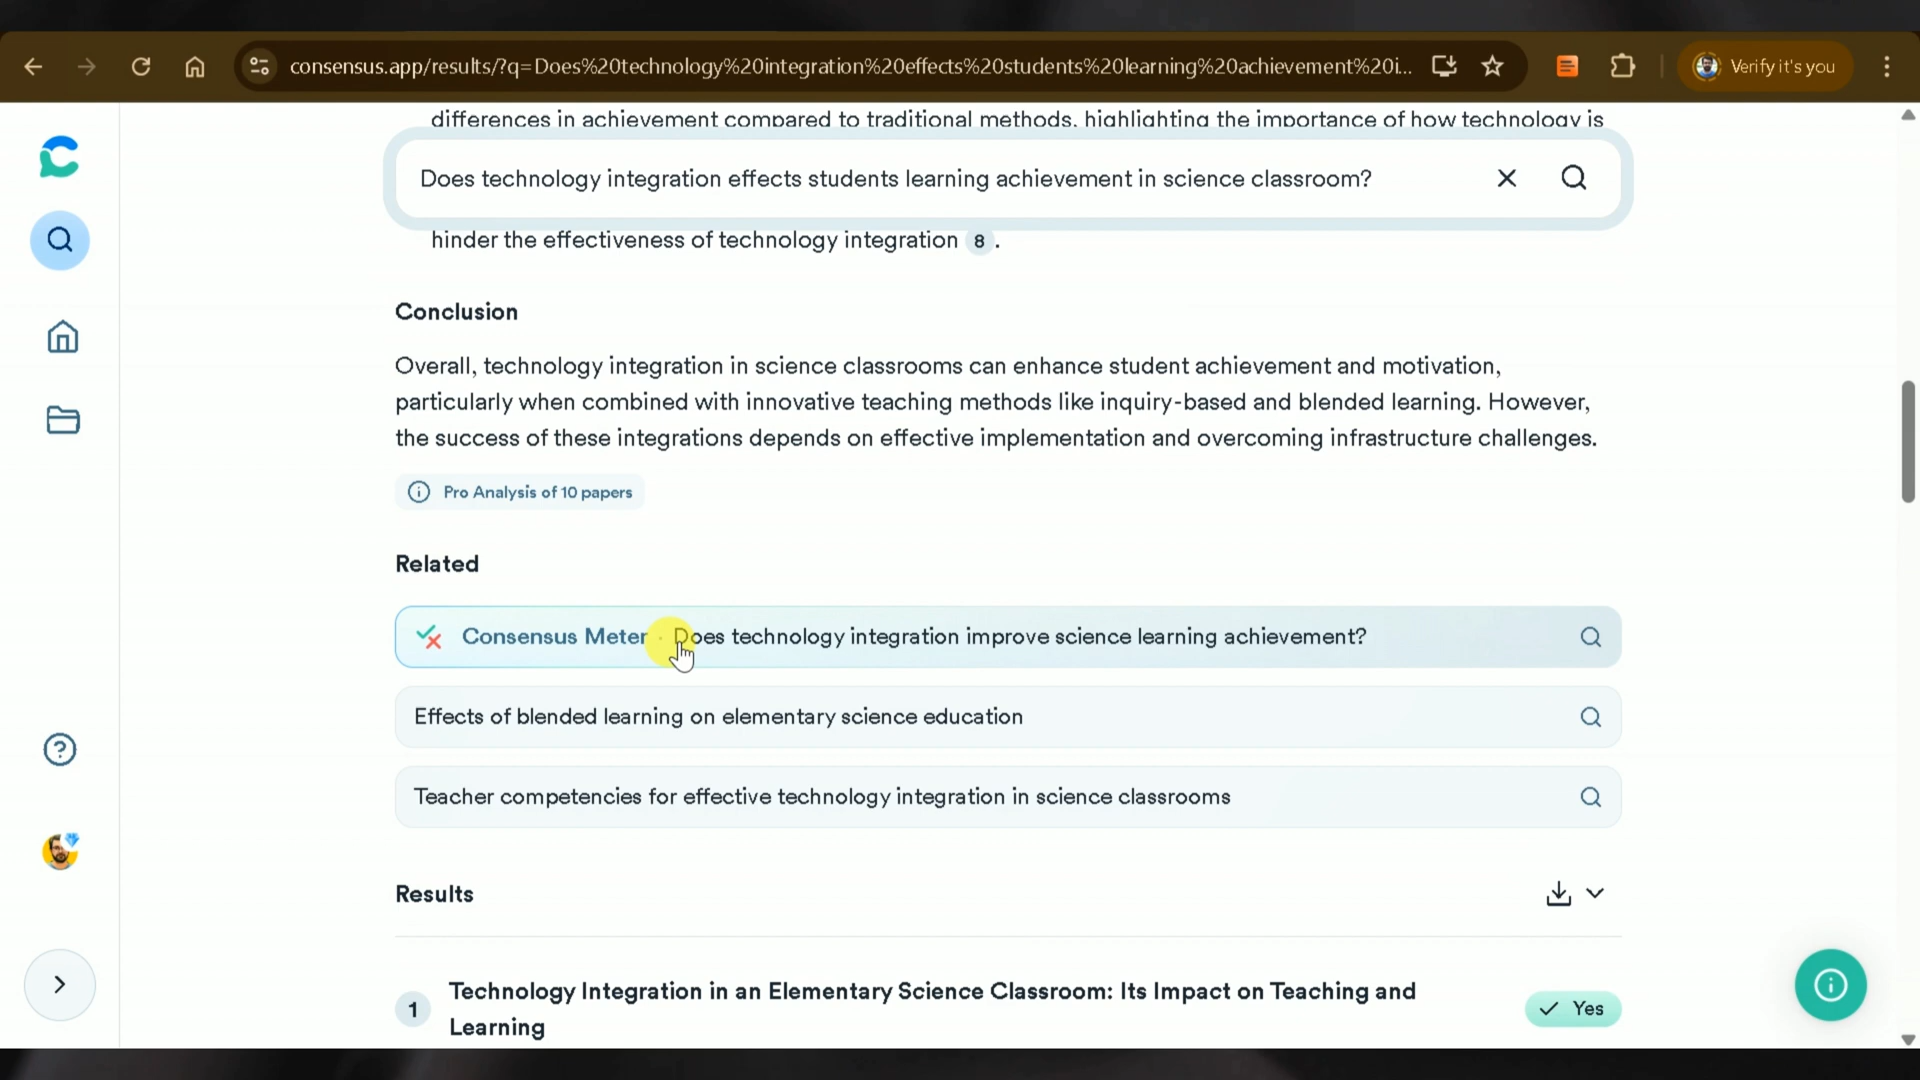 consensus.app/results/?q=Does%20technology%20integration%20effects%20students%20learning%20achievement%20i...
Verify it's you
differences in achievement compared to traditional methods, highlighting the importance of how technology is
Does technology integration effects students learning achievement in science classroom?
hinder the effectiveness of technology integration 8 .
Conclusion
Overall, technology integration in science classrooms can enhance student achievement and motivation,
particularly when combined with innovative teaching methods like inquiry-based and blended learning. However,
the success of these integrations depends on effective implementation and overcoming infrastructure challenges.
Pro Analysis of 10 papers
Related
Consensus Meter · Does technology integration improve science learning achievement?
Effects of blended learning on elementary science education
Teacher competencies for effective technology integration in science classrooms
Results
1 Technology Integration in an Elementary Science Classroom: Its Impact on Teaching and
Learning
Yes